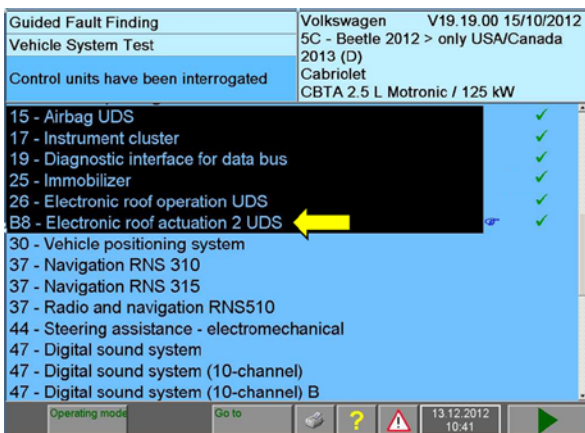 Guided Fault Finding
Vehicle System Test
Control units have been interrogated
Volkswagen V19.19.00 15/10/2012
5C - Beetle 2012 > only USA/Canada
2013 (D)
Cabriolet
CBTA 2.5 L Motronic / 125 kW
15 - Airbag UDS
17 - Instrument cluster
19 - Diagnostic interface for data bus
25 - Immobilizer
26 - Electronic roof operation UDS
B8 - Electronic roof actuation 2 UDS
30 - Vehicle positioning system
37 - Navigation RNS 310
37 - Navigation RNS 315
37 - Radio and navigation RNS510
44 - Steering assistance - electromechanical
47 - Digital sound system
47 - Digital sound system (10-channel)
47 - Digital sound system (10-channel) B
Operating mode
Go to
?
13.12.2012
10:41